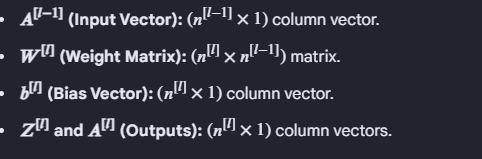 • A^[l−1] (Input Vector): (n^[l−1] × 1) column vector.
• W^[l] (Weight Matrix): (n^[l] × n^[l−1]) matrix.
• b^[l] (Bias Vector): (n^[l] × 1) column vector.
• Z^[l] and A^[l] (Outputs): (n^[l] × 1) column vectors.